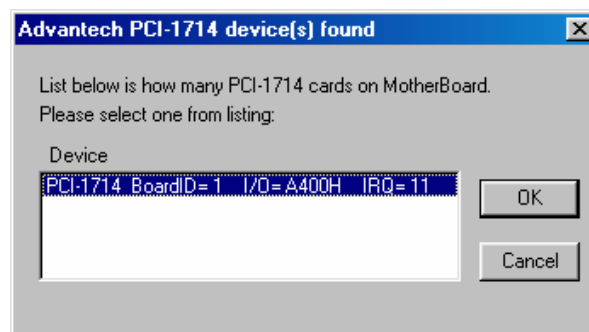 Advantech PCI-1714 device(s) found
List below is how many PCI-1714 cards on MotherBoard.
Please select one from listing:
Device
PCI-1714 BoardID= 1 I/O= A400H IRQ= 11
OK
Cancel